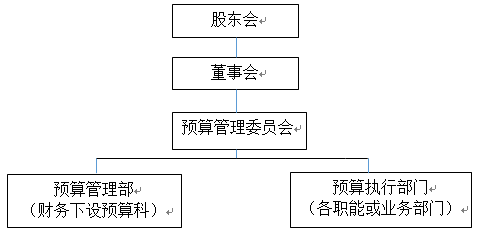 股东会
董事会
预算管理委员会
预算管理部
（财务下设预算科）
预算执行部门
（各职能或业务部门）